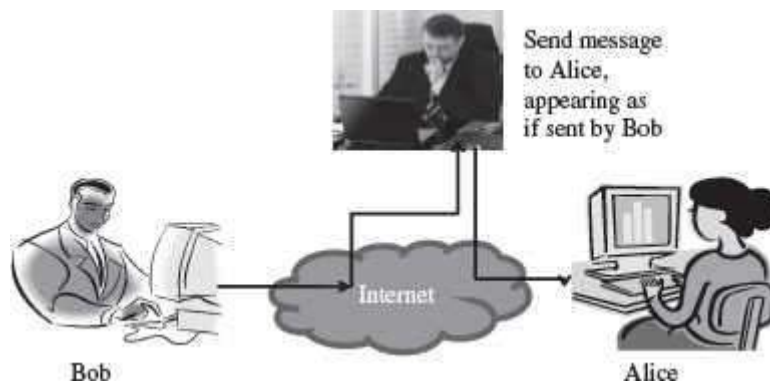 Send message
to Alice,
appearing as
if sent by Bob
Internet
Bob
Alice